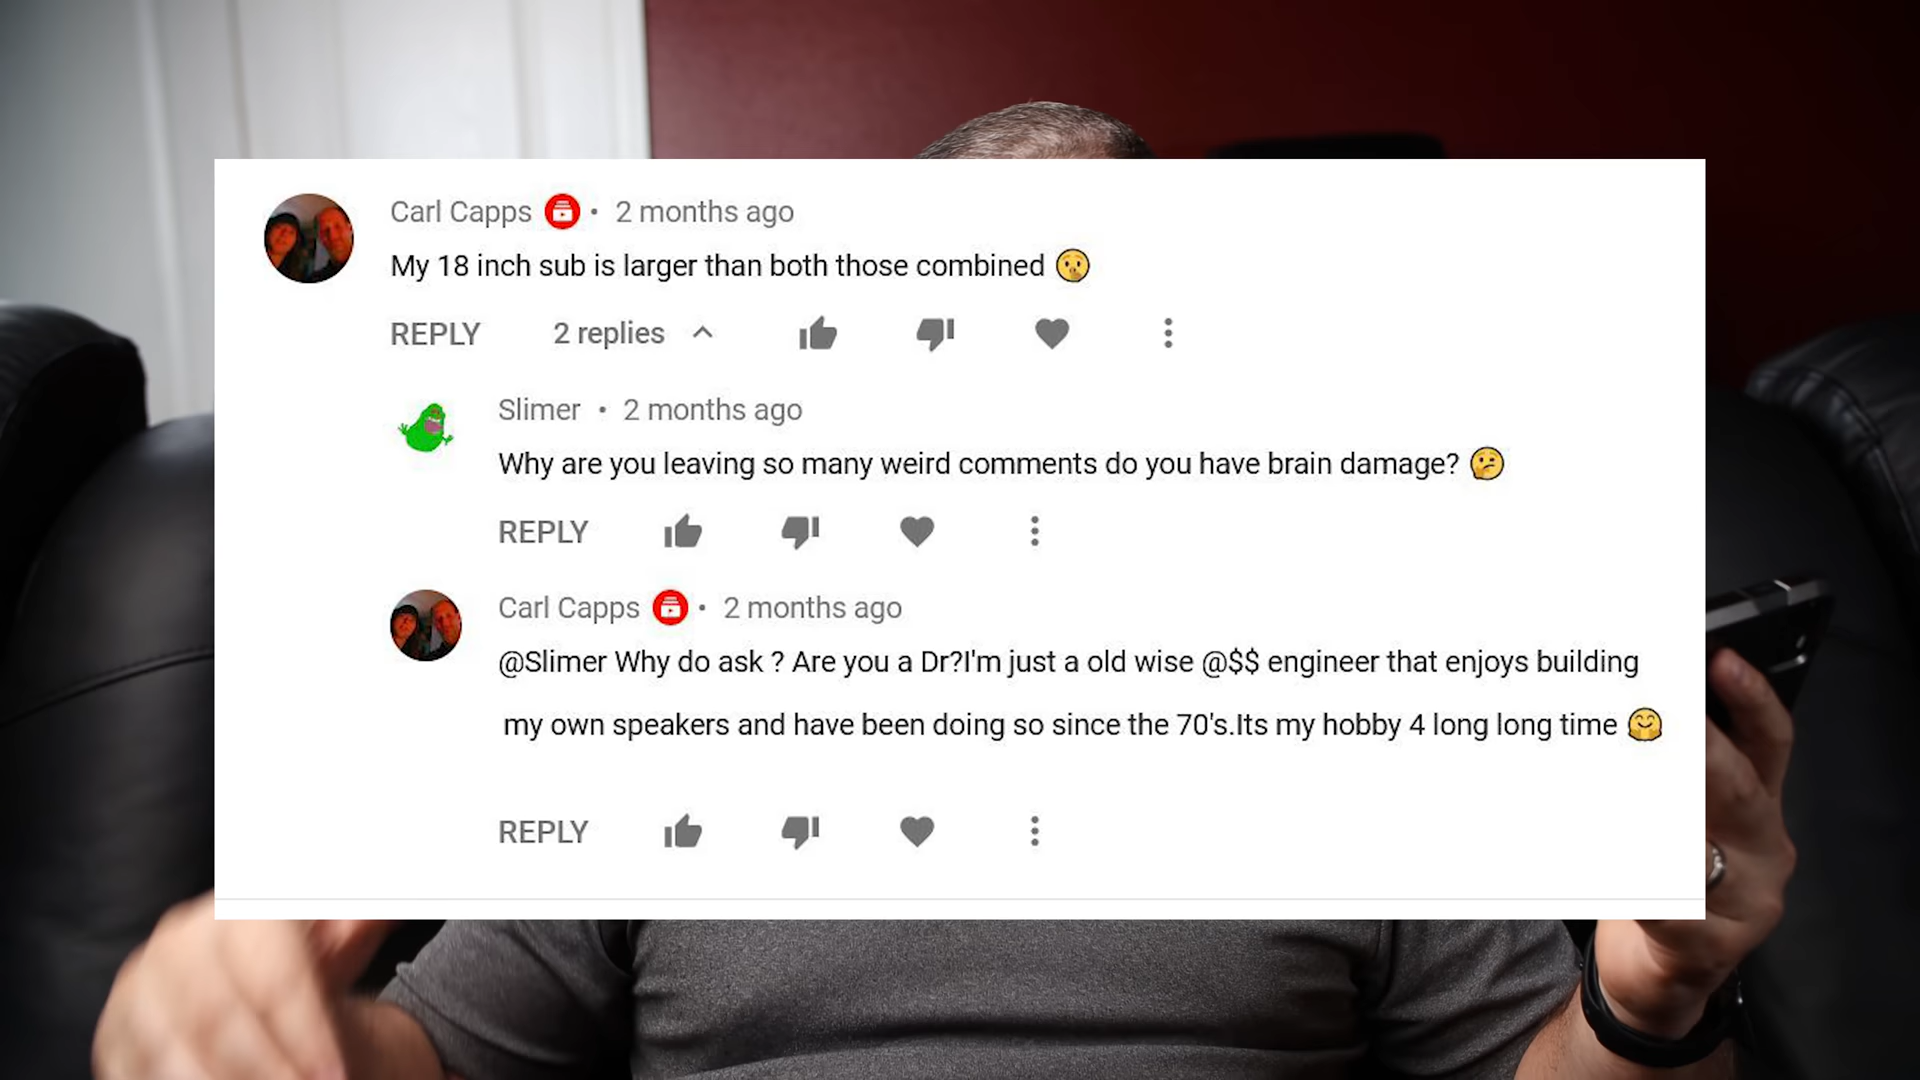 Carl Capps • 2 months ago
My 18 inch sub is larger than both those combined 🤫
REPLY 2 replies
Slimer • 2 months ago
Why are you leaving so many weird comments do you have brain damage? 🤔
REPLY
Carl Capps • 2 months ago
@Slimer Why do ask ? Are you a Dr?I'm just a old wise @$$ engineer that enjoys building
my own speakers and have been doing so since the 70's.Its my hobby 4 long long time 🤗
REPLY